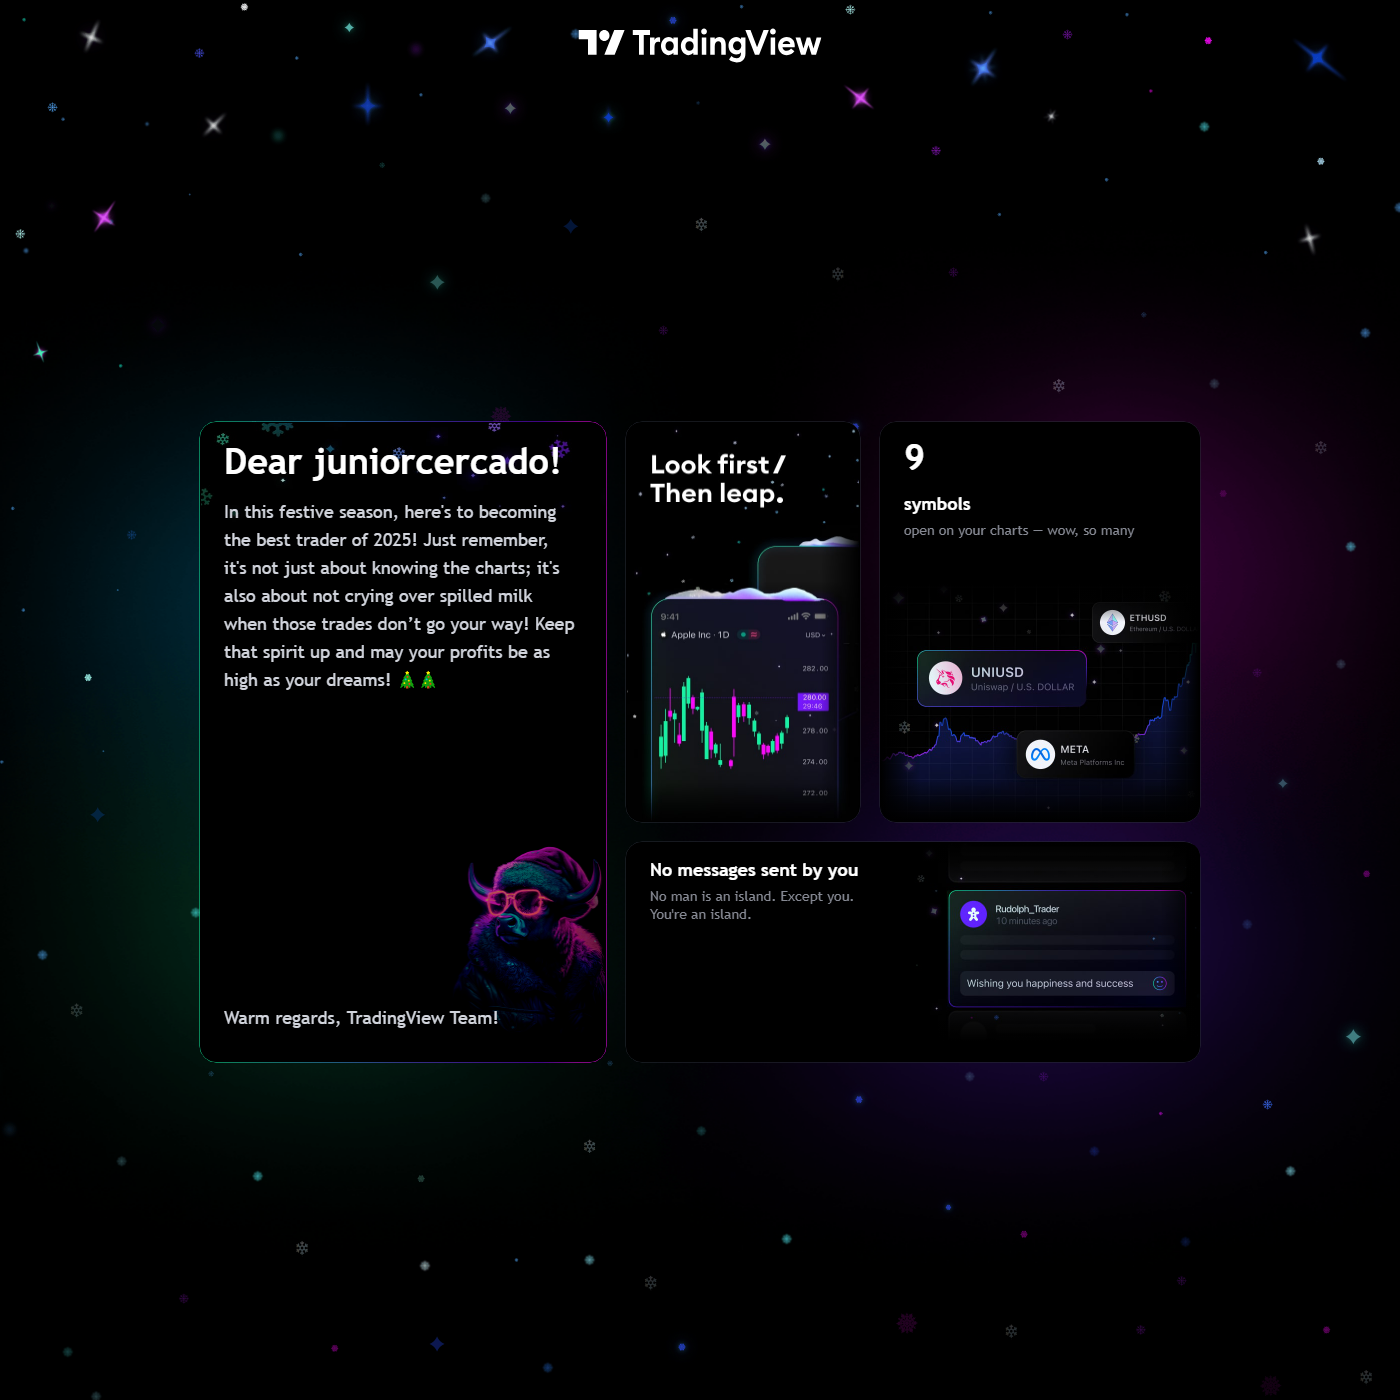 TradingView
Dear juniorcercado!
In this festive season, here's to becoming
the best trader of 2025! Just remember,
it's not just about knowing the charts; it's
also about not crying over spilled milk
when those trades don’t go your way! Keep
that spirit up and may your profits be as
high as your dreams! 🎄🎄
Warm regards, TradingView Team!
Look first/
Then leap.
9:41
Apple Inc · 1D
USD
282.00
280.00
29:46
278.00
274.00
272.00
9
symbols
open on your charts — wow, so many
ETHUSD
Ethereum / U.S. DOL
UNIUSD
Uniswap / U.S. DOLLAR
META
Meta Platforms Inc
No messages sent by you
No man is an island. Except you.
You're an island.
Rudolph_Trader
10 minutes ago
Wishing you happiness and success